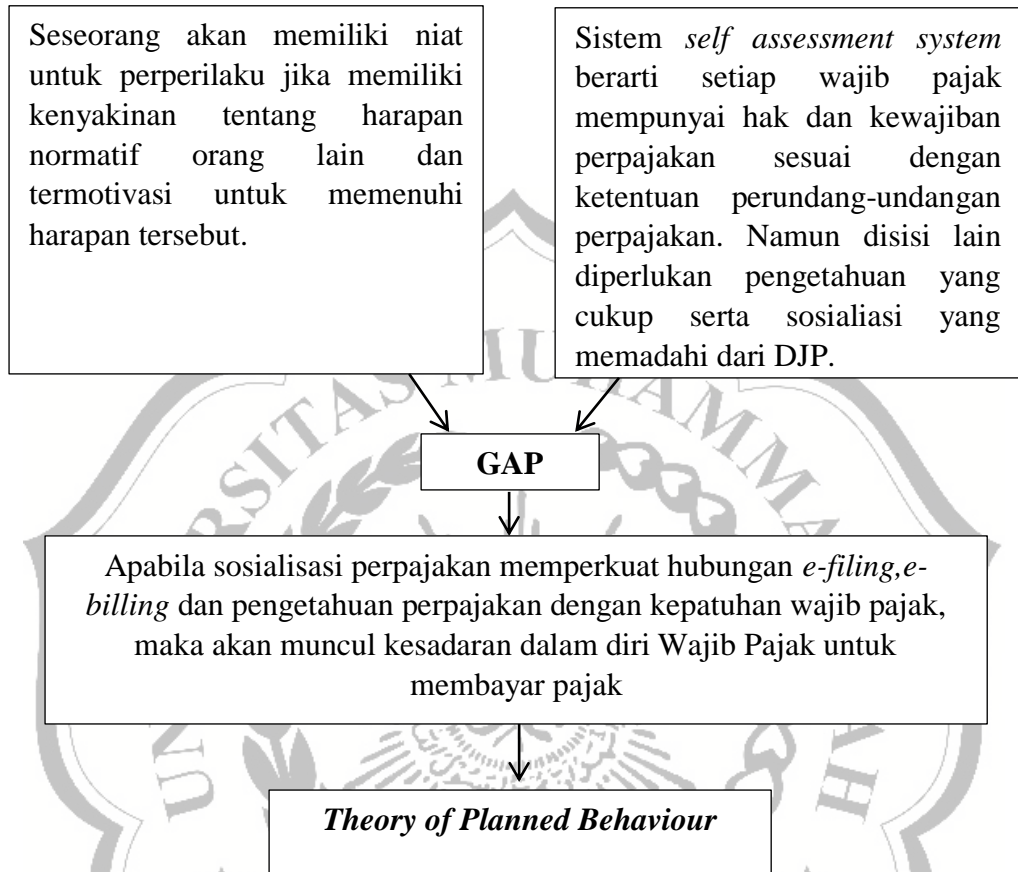 Seseorang akan memiliki niat
untuk perperilaku jika memiliki
kenyakinan tentang harapan
normatif orang lain dan
termotivasi untuk memenuhi
harapan tersebut.
Sistem self assessment system
berarti setiap wajib pajak
mempunyai hak dan kewajiban
perpajakan sesuai dengan
ketentuan perundang-undangan
perpajakan. Namun disisi lain
diperlukan pengetahuan yang
cukup serta sosialiasi yang
memadahi dari DJP.
GAP
Apabila sosialisasi perpajakan memperkuat hubungan e-filing,e-
billing dan pengetahuan perpajakan dengan kepatuhan wajib pajak,
maka akan muncul kesadaran dalam diri Wajib Pajak untuk
membayar pajak
Theory of Planned Behaviour